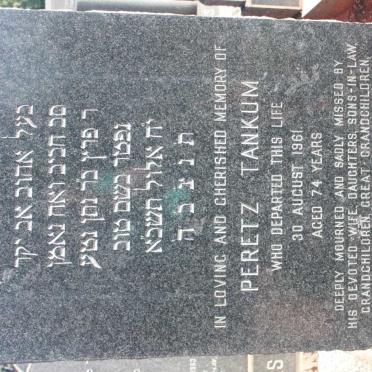 בעל אהוב אב יקר
סב חביב ואח נאמן
ר פרץ בר נתן נטע
נפטר בשם טוב
יח אלול תשכא
ת נ צ ב ה
IN LOVING AND CHERISHED MEMORY OF
PERETZ TANKUM
WHO DEPARTED THIS LIFE
30 AUGUST 1961
AGED 74 YEARS
DEEPLY MOURNED AND SADLY MISSED BY
HIS DEVOTED WIFE, DAUGHTERS, SONS-IN-LAW,
GRANDCHILDREN, GREAT GRANDCHILDREN.